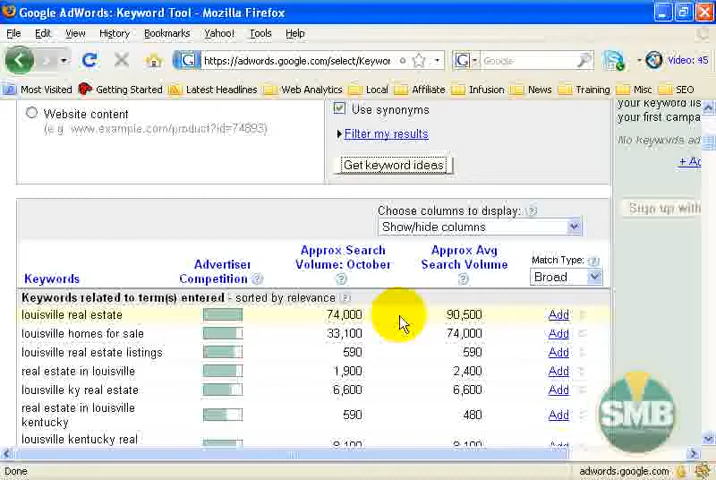 Google AdWords: Keyword Tool - Mozilla Firefox
File Edit View History Bookmarks Yahoo! Tools Help
https://adwords.google.com/select/Keywor Google Video: 45
Most Visited Getting Started Latest Headlines Web Analytics Local Affiliate Infusion News Training Misc SEO
Website content
(e.g. www.example.com/product?id=74893)
Use synonyms
Filter my results
Get keyword ideas
your keyword lis
your first campa
No keywords ad
+ Ad
Sign up with
Choose columns to display: ?
Show/hide columns
Keywords
Advertiser Competition ?
Approx Search Volume: October ?
Approx Avg Search Volume ?
Match Type: ?
Broad
Keywords related to term(s) entered - sorted by relevance ?
louisville real estate 74,000 90,500 Add
louisville homes for sale 33,100 74,000 Add
louisville real estate listings 590 590 Add
real estate in louisville 1,900 2,400 Add
louisville ky real estate 6,600 6,600 Add
real estate in louisville
kentucky 590 480 Add
louisville kentucky real 8,100 8,100 Add
SMB
Done adwords.google.com